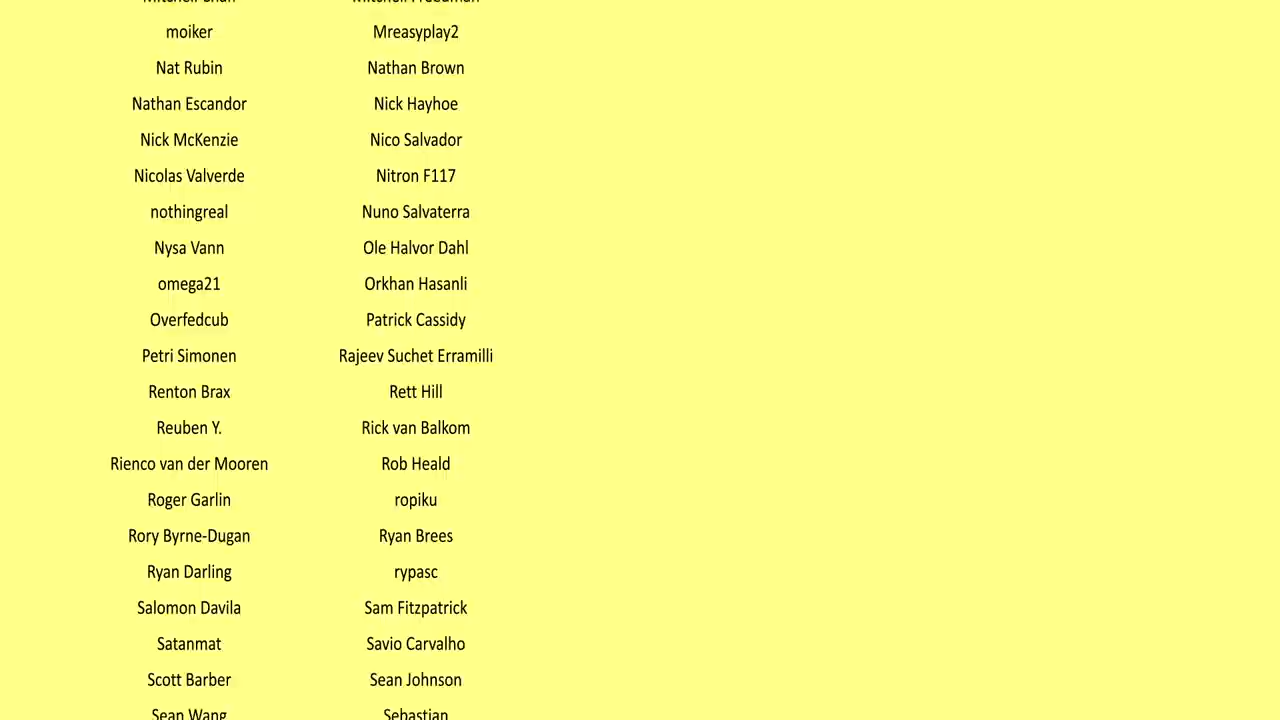 moiker Mreasyplay2
Nat Rubin Nathan Brown
Nathan Escandor Nick Hayhoe
Nick McKenzie Nico Salvador
Nicolas Valverde Nitron F117
nothingreal Nuno Salvaterra
Nysa Vann Ole Halvor Dahl
omega21 Orkhan Hasanli
Overfedcub Patrick Cassidy
Petri Simonen Rajeev Suchet Erramilli
Renton Brax Rett Hill
Reuben Y. Rick van Balkom
Rienco van der Mooren Rob Heald
Roger Garlin ropiku
Rory Byrne-Dugan Ryan Brees
Ryan Darling rypasc
Salomon Davila Sam Fitzpatrick
Satanmat Savio Carvalho
Scott Barber Sean Johnson
Sean Wang Sebastian